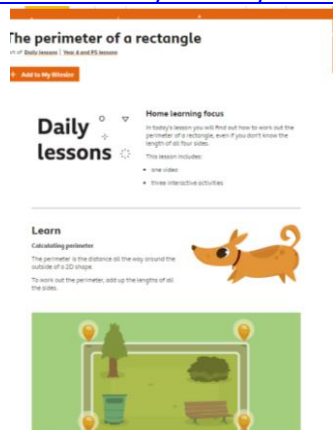 The perimeter of a rectangle
Part of Daily lessons | Year 4 and P5 lessons
+ Add to My Bitesize
Daily
lessons
Home learning focus
In today's lesson you will find out how to work out the
perimeter of a rectangle, even if you don't know the
length of all four sides.
This lesson includes:
• one video
• three interactive activities
Learn
Calculating perimeter
The perimeter is the distance all the way around the
outside of a 2D shape.
To work out the perimeter, add up the lengths of all
the sides.